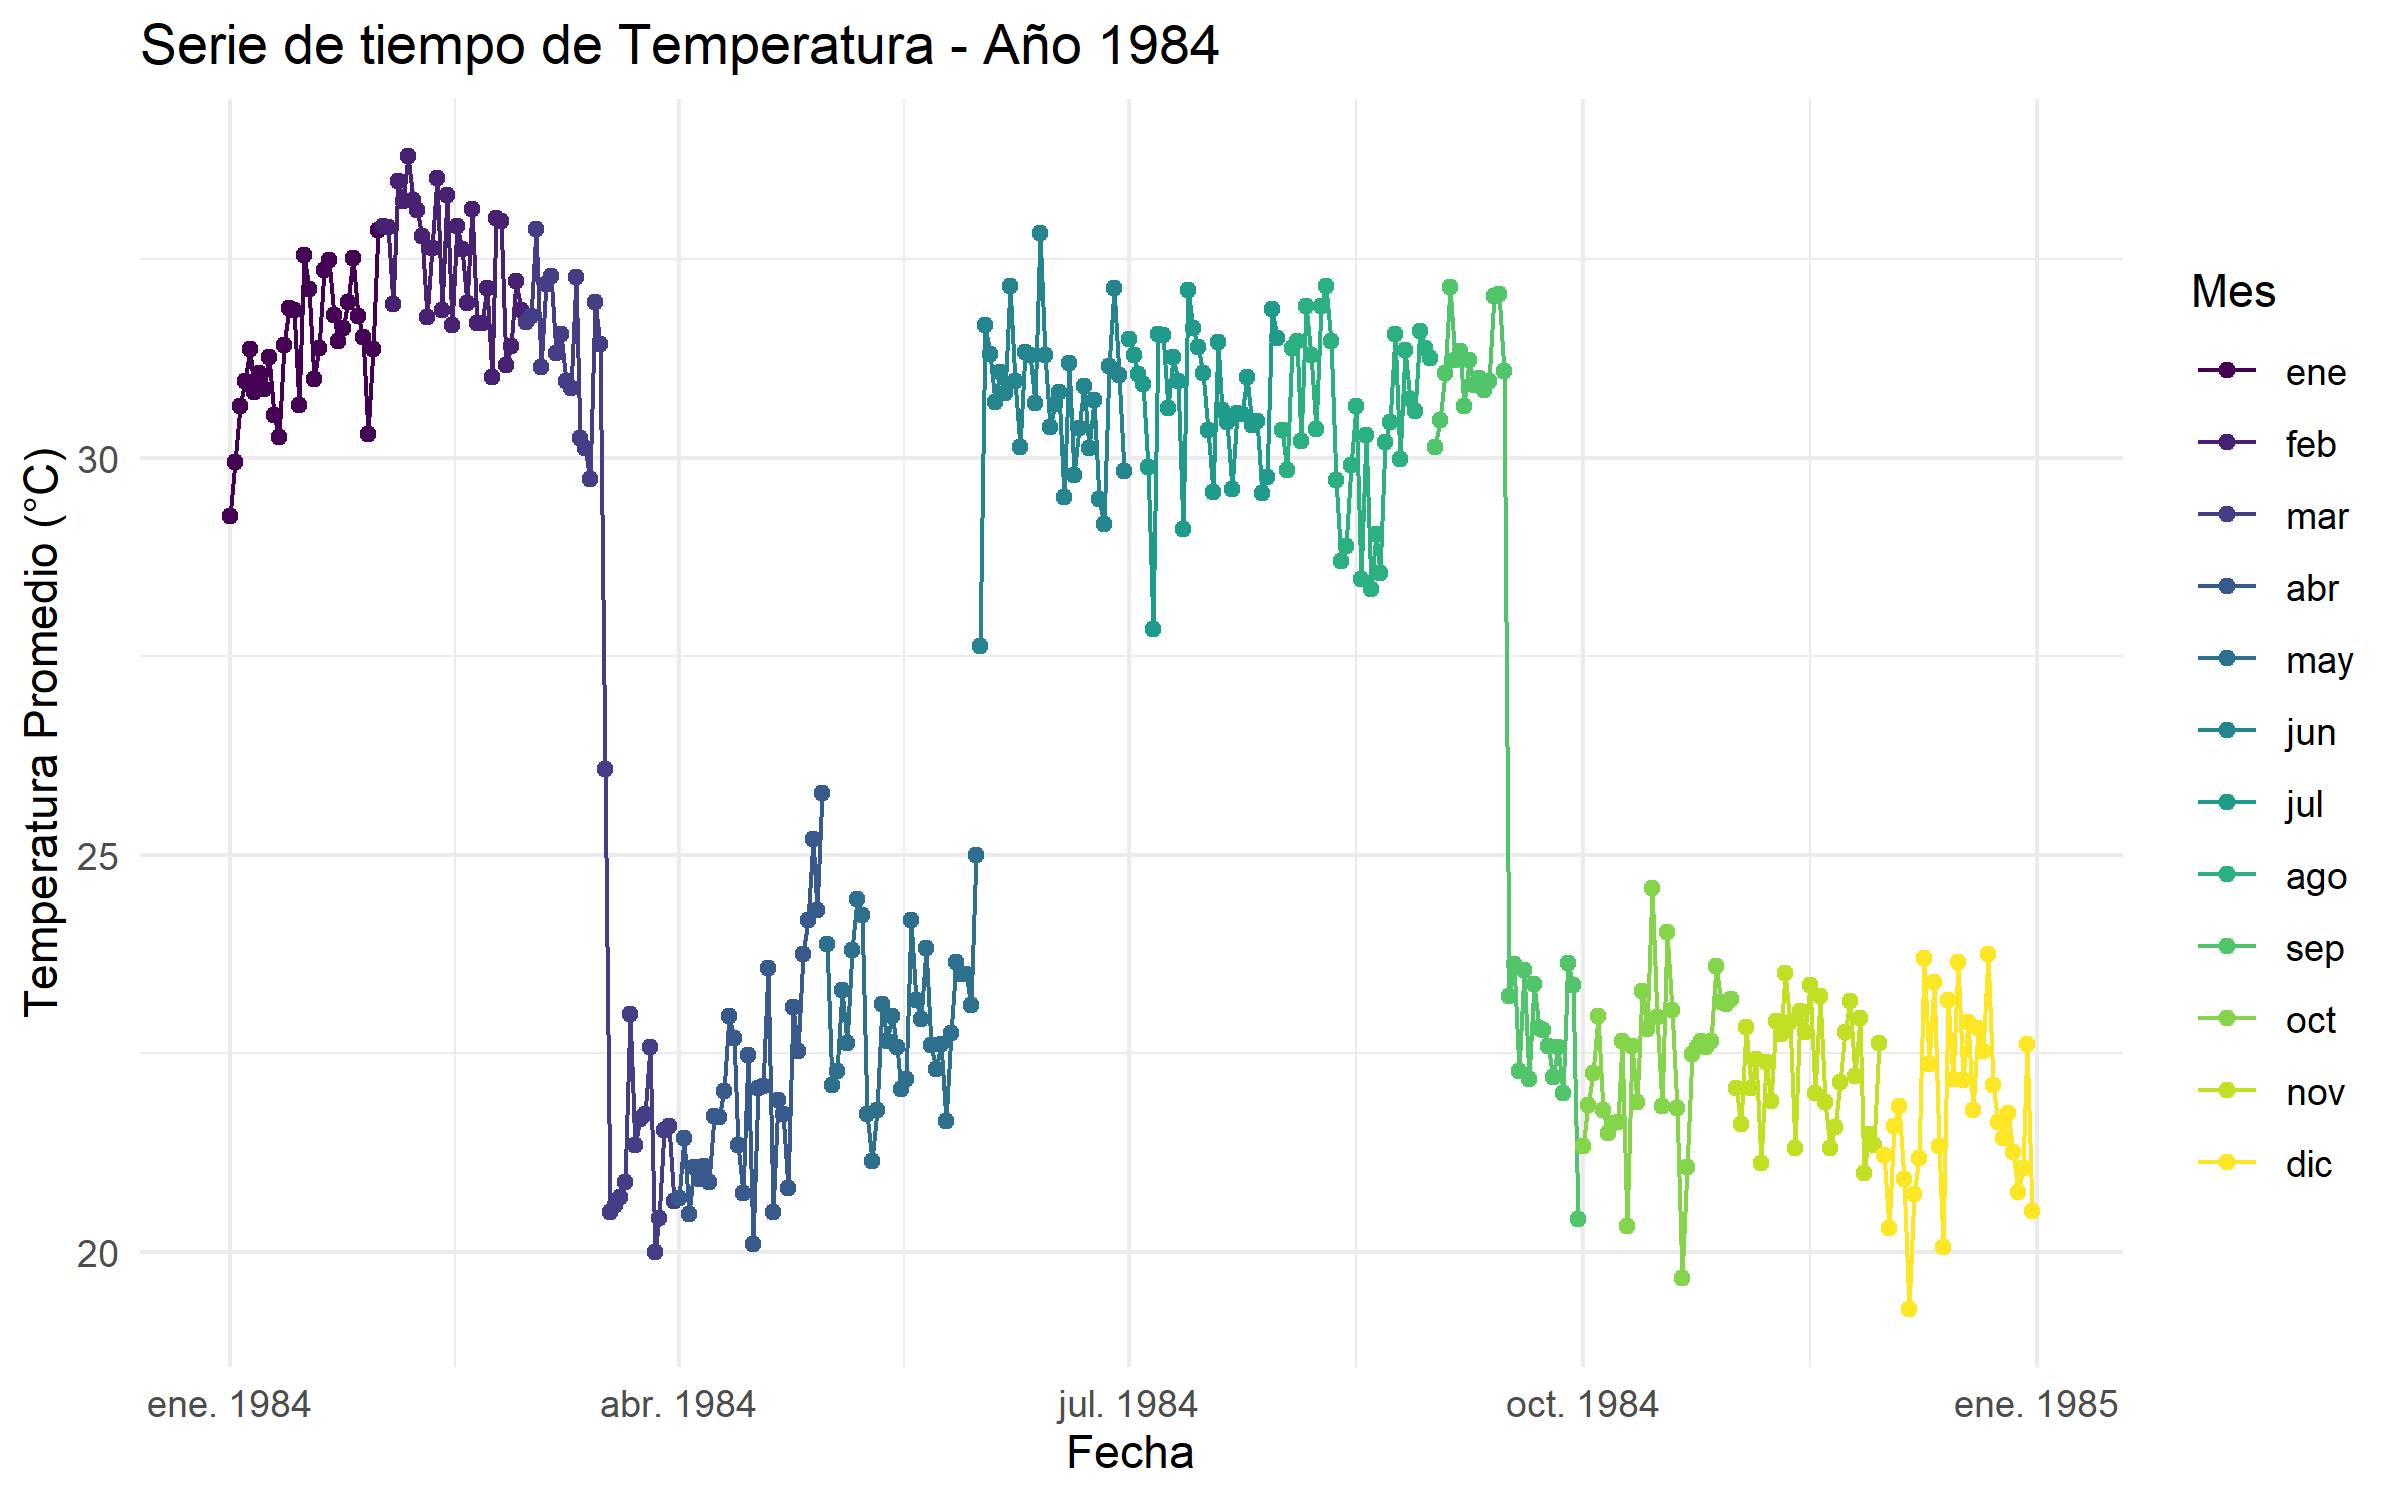 Serie de tiempo de Temperatura - Año 1984
Temperatura Promedio (°C)
30
25
20
ene. 1984
abr. 1984
jul. 1984
oct. 1984
ene. 1985
Fecha
Mes
ene
feb
mar
abr
may
jun
jul
ago
sep
oct
nov
dic